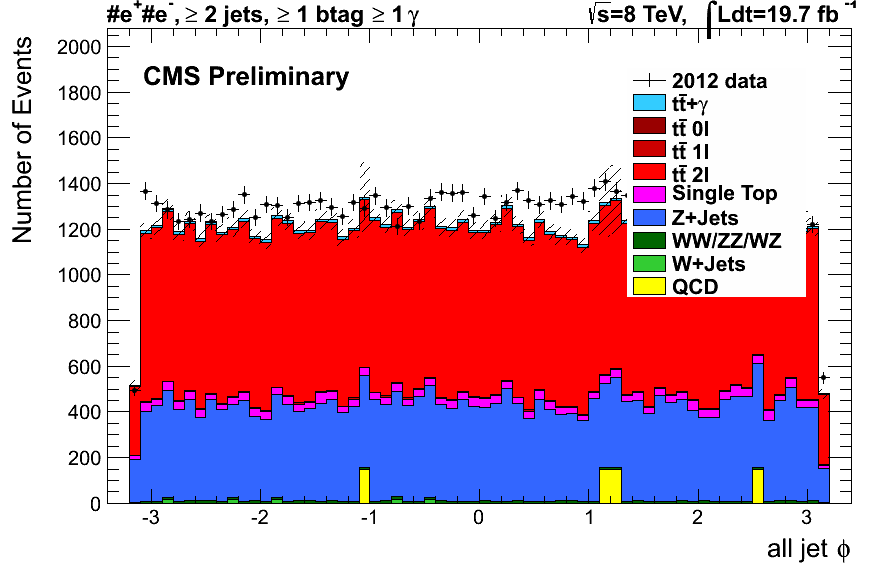 #e⁺#e⁻, ≥ 2 jets, ≥ 1 btag ≥ 1 γ
√s=8 TeV, ∫Ldt=19.7 fb⁻¹
CMS Preliminary
2012 data
tt̄+γ
tt̄ 0l
tt̄ 1l
tt̄ 2l
Single Top
Z+Jets
WW/ZZ/WZ
W+Jets
QCD
Number of Events
2000
1800
1600
1400
1200
1000
800
600
400
200
0
-3 -2 -1 0 1 2 3
all jet ϕ